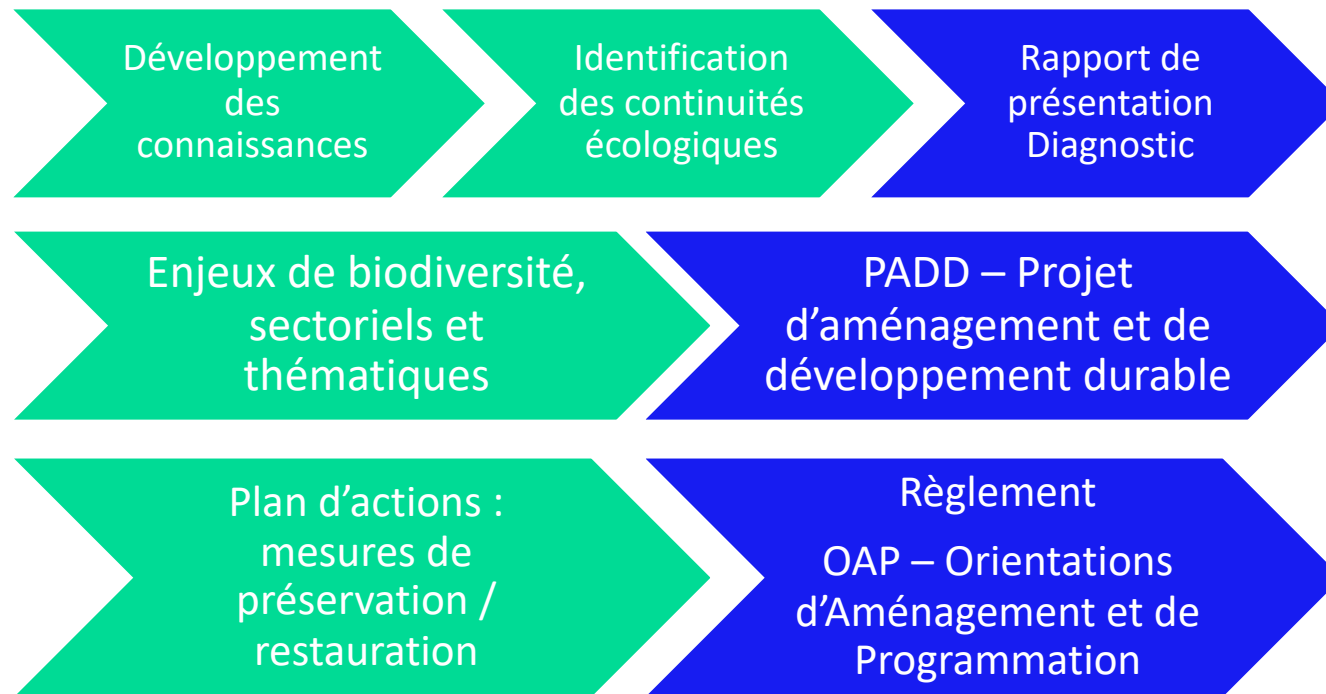 Développement
des
connaissances
Identification
des continuités
écologiques
Rapport de
présentation
Diagnostic
Enjeux de biodiversité,
sectoriels et
thématiques
PADD – Projet
d’aménagement et de
développement durable
Plan d’actions :
mesures de
préservation /
restauration
Règlement
OAP – Orientations
d’Aménagement et de
Programmation